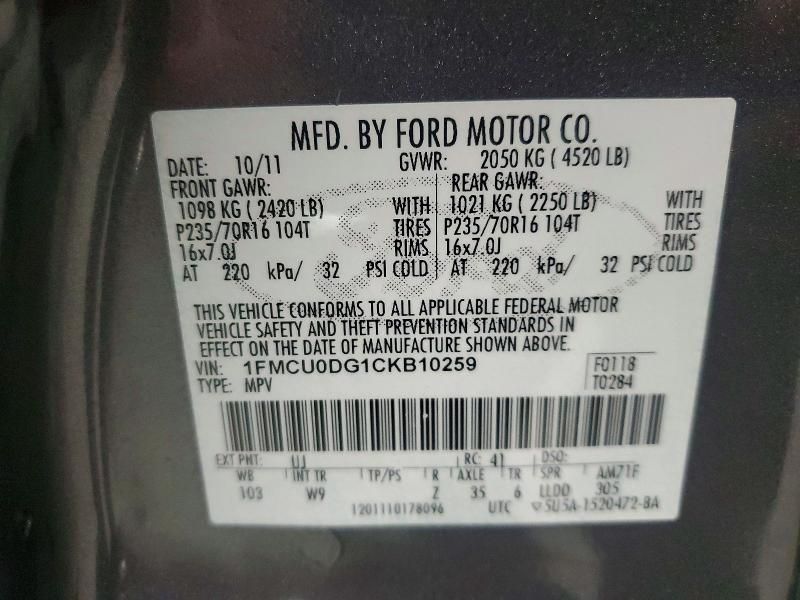 MFD. BY FORD MOTOR CO.
DATE: 10/11 GVWR: 2050 KG ( 4520 LB)
FRONT GAWR: REAR GAWR:
1098 KG ( 2420 LB) WITH 1021 KG ( 2250 LB) WITH
P235/70R16 104T TIRES P235/70R16 104T TIRES
16x7.0J RIMS 16x7.0J RIMS
AT 220 kPa/ 32 PSI COLD AT 220 kPa/ 32 PSI COLD
THIS VEHICLE CONFORMS TO ALL APPLICABLE FEDERAL MOTOR
VEHICLE SAFETY AND THEFT PREVENTION STANDARDS IN
EFFECT ON THE DATE OF MANUFACTURE SHOWN ABOVE.
VIN: 1FMCU0DG1CKB10259 F0118
TYPE: MPV T0284
EXT PNT: UJ RC: 41 DSO:
WB INT TR TP/PS R AXLE TR SPR AM71F
103 W9 Z 35 6 LLDD 305
1201110178096 UTC 5U5A-1520472-BA